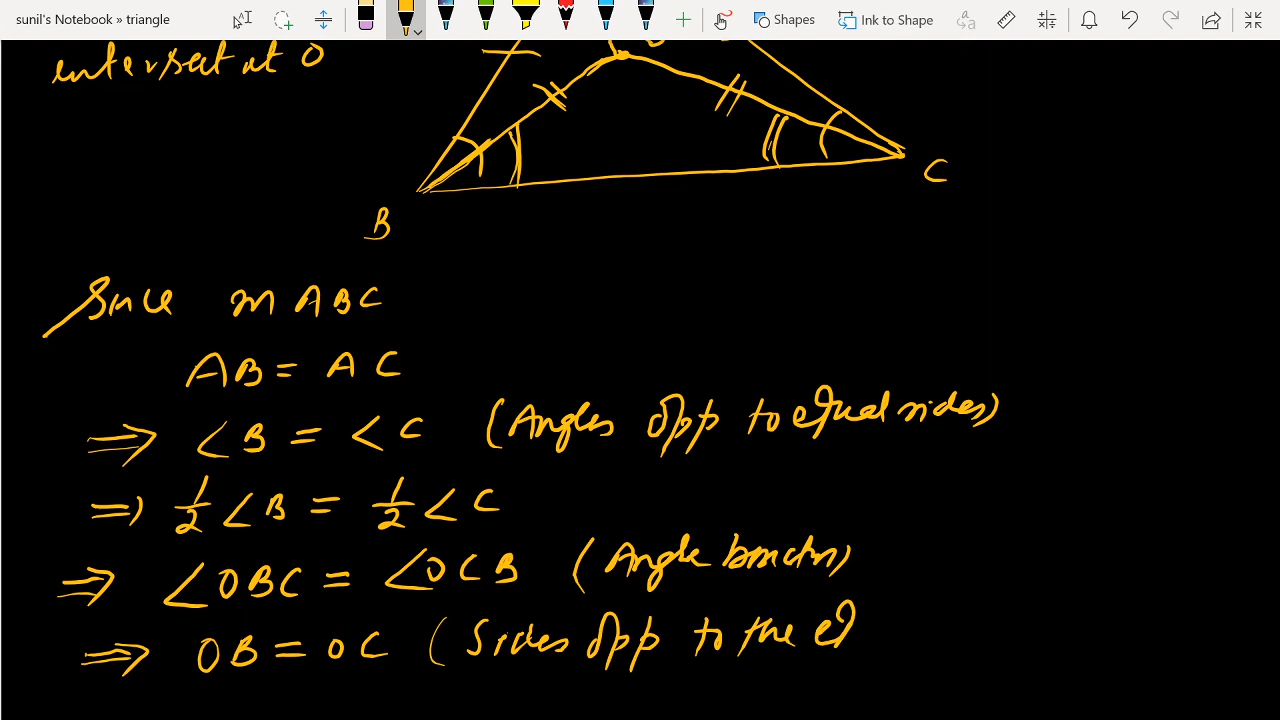 sunil's Notebook » triangle
Shapes
Ink to Shape
intersect at O
C
B
Since in ABC
AB = AC
⇒ ∠B = ∠C (Angles opp to equal sides)
⇒ 1/2 ∠B = 1/2 ∠C
⇒ ∠OBC = ∠OCB (Angle
⇒ OB = OC (Sides opp to the